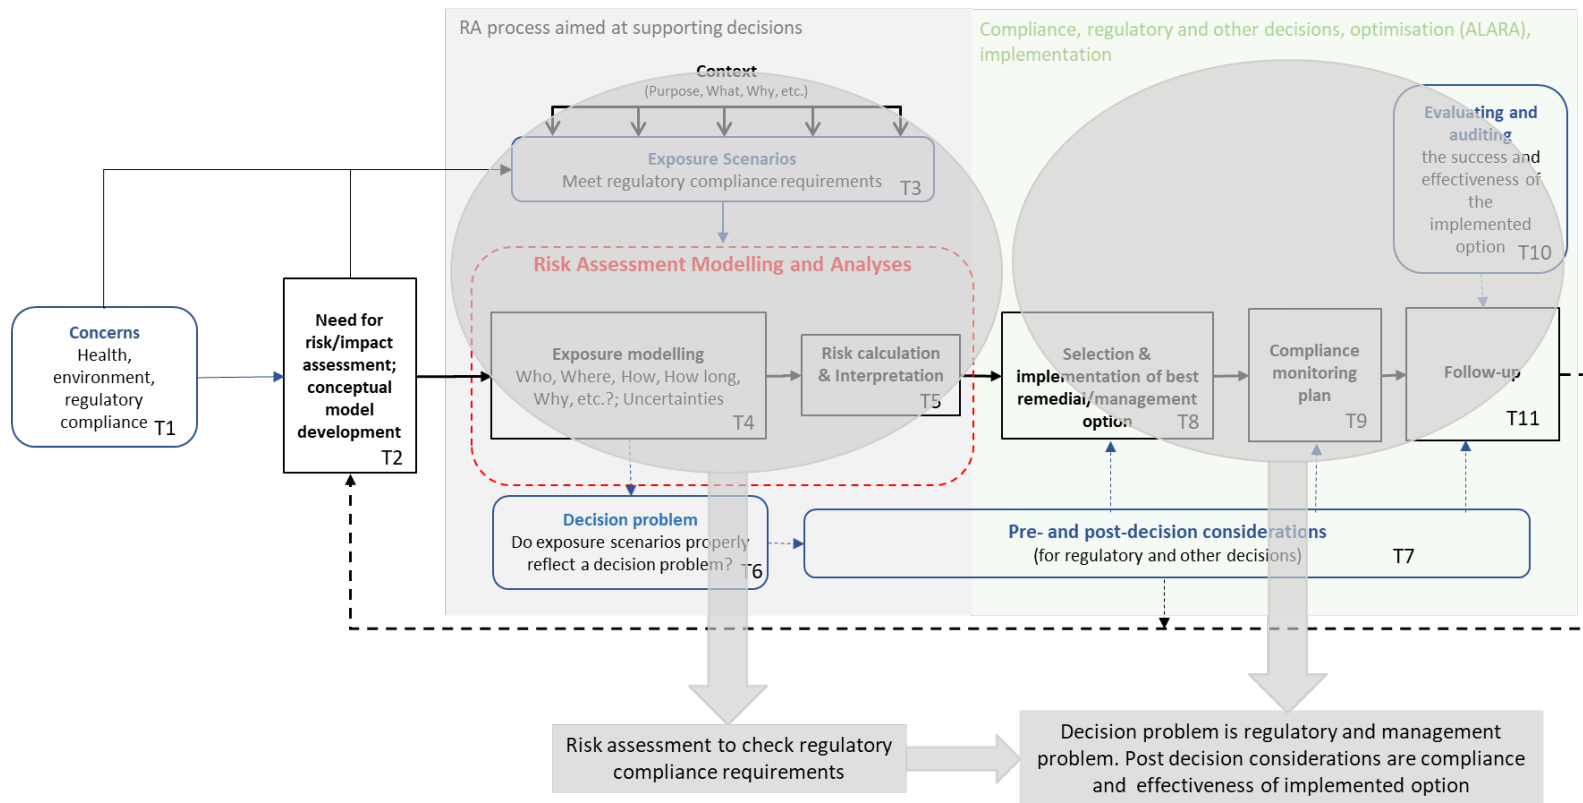 RA process aimed at supporting decisions
Compliance, regulatory and other decisions, optimisation (ALARA),
implementation
Context
(Purpose, What, Why, etc.)
Exposure Scenarios
Meet regulatory compliance requirements
T3
Evaluating and
auditing
the success and
effectiveness of
the
implemented
option
T10
Risk Assessment Modelling and Analyses
Concerns
Health,
environment,
regulatory
compliance
T1
Need for
risk/impact
assessment;
conceptual
model
development
T2
Exposure modelling
Who, Where, How, How long,
Why, etc.?; Uncertainties
T4
Risk calculation
& Interpretation
T5
Selection &
implementation of best
remedial/management
option
T8
Compliance
monitoring
plan
T9
Follow-up
T11
Decision problem
Do exposure scenarios properly
reflect a decision problem?
T6
Pre- and post-decision considerations
(for regulatory and other decisions)
T7
Risk assessment to check regulatory
compliance requirements
Decision problem is regulatory and management
problem. Post decision considerations are compliance
and effectiveness of implemented option